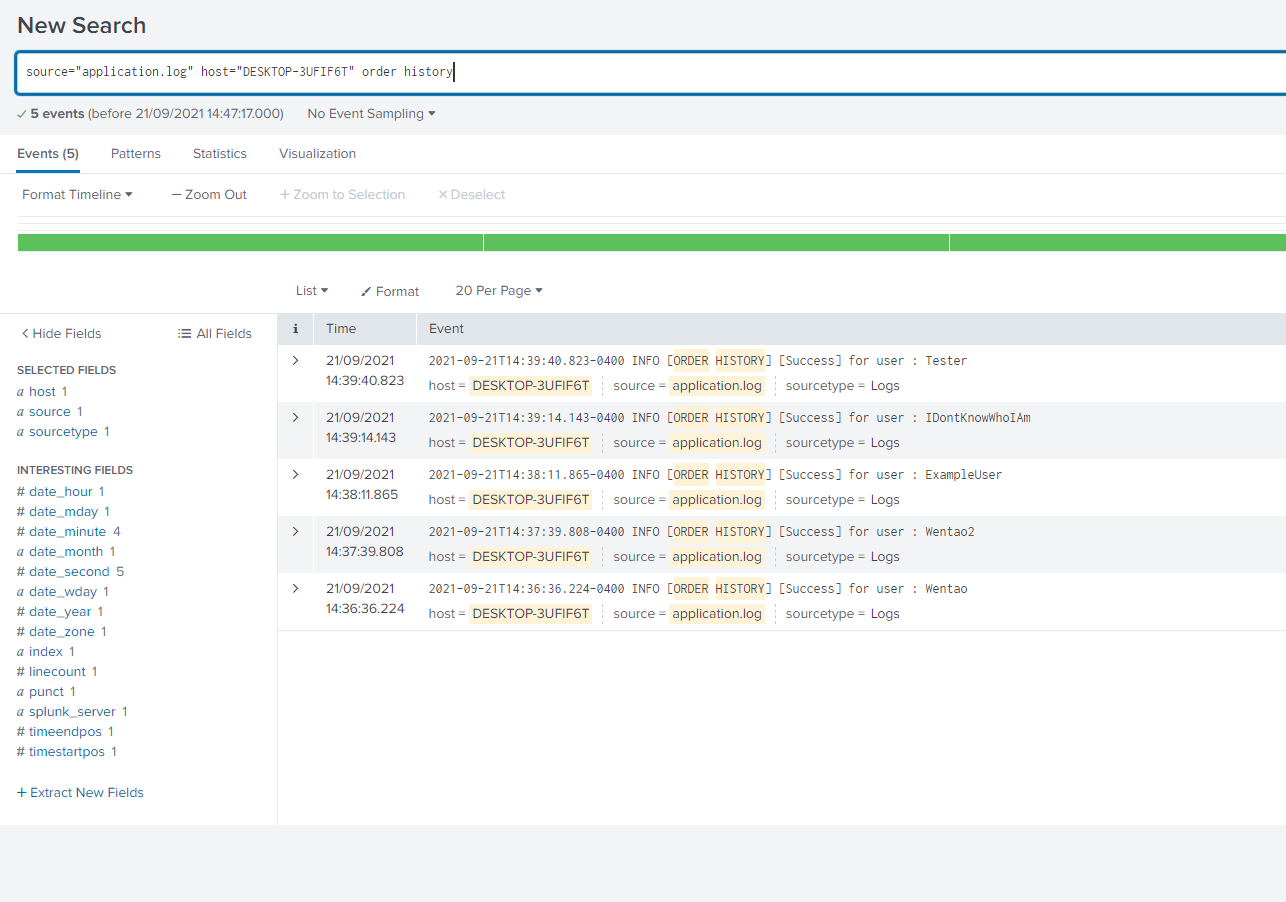 New Search
source="application.log" host="DESKTOP-3UFIF6T" order history
✓ 5 events (before 21/09/2021 14:47:17.000) No Event Sampling ▾
Events (5) Patterns Statistics Visualization
Format Timeline ▾ — Zoom Out + Zoom to Selection × Deselect
List ▾ Format 20 Per Page ▾
< Hide Fields All Fields
SELECTED FIELDS
a host 1
a source 1
a sourcetype 1
INTERESTING FIELDS
# date_hour 1
# date_mday 1
# date_minute 4
a date_month 1
# date_second 5
a date_wday 1
# date_year 1
# date_zone 1
a index 1
# linecount 1
a punct 1
a splunk_server 1
# timeendpos 1
# timestartpos 1
+ Extract New Fields
i Time Event
> 21/09/2021 2021-09-21T14:39:40.823-0400 INFO [ORDER HISTORY] [Success] for user : Tester
14:39:40.823 host = DESKTOP-3UFIF6T source = application.log sourcetype = Logs
> 21/09/2021 2021-09-21T14:39:14.143-0400 INFO [ORDER HISTORY] [Success] for user : IDontKnowWhoIAm
14:39:14.143 host = DESKTOP-3UFIF6T source = application.log sourcetype = Logs
> 21/09/2021 2021-09-21T14:38:11.865-0400 INFO [ORDER HISTORY] [Success] for user : ExampleUser
14:38:11.865 host = DESKTOP-3UFIF6T source = application.log sourcetype = Logs
> 21/09/2021 2021-09-21T14:37:39.808-0400 INFO [ORDER HISTORY] [Success] for user : Wentao2
14:37:39.808 host = DESKTOP-3UFIF6T source = application.log sourcetype = Logs
> 21/09/2021 2021-09-21T14:36:36.224-0400 INFO [ORDER HISTORY] [Success] for user : Wentao
14:36:36.224 host = DESKTOP-3UFIF6T source = application.log sourcetype = Logs